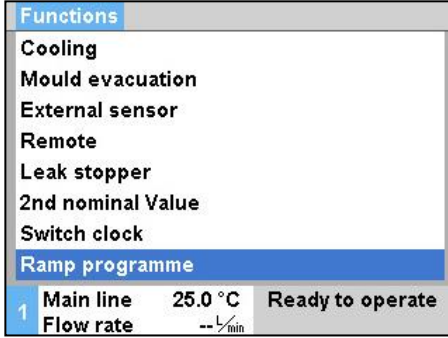 Functions
Cooling
Mould evacuation
External sensor
Remote
Leak stopper
2nd nominal Value
Switch clock
Ramp programme
1 Main line 25.0 °C Ready to operate
Flow rate -- L/min